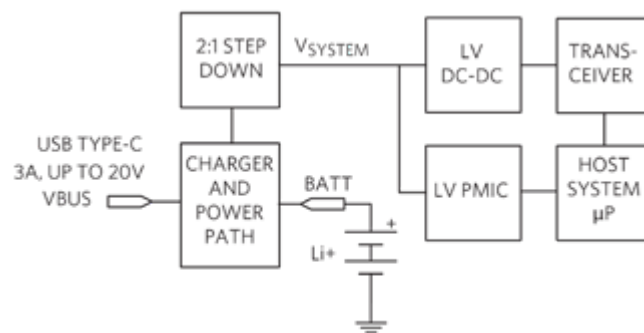 2:1 STEP
DOWN
VSYSTEM
LV
DC-DC
TRANS-
CEIVER
USB TYPE-C
3A, UP TO 20V
VBUS
CHARGER
AND
POWER
PATH
BATT
+
Li+
LV PMIC
HOST
SYSTEM
μP